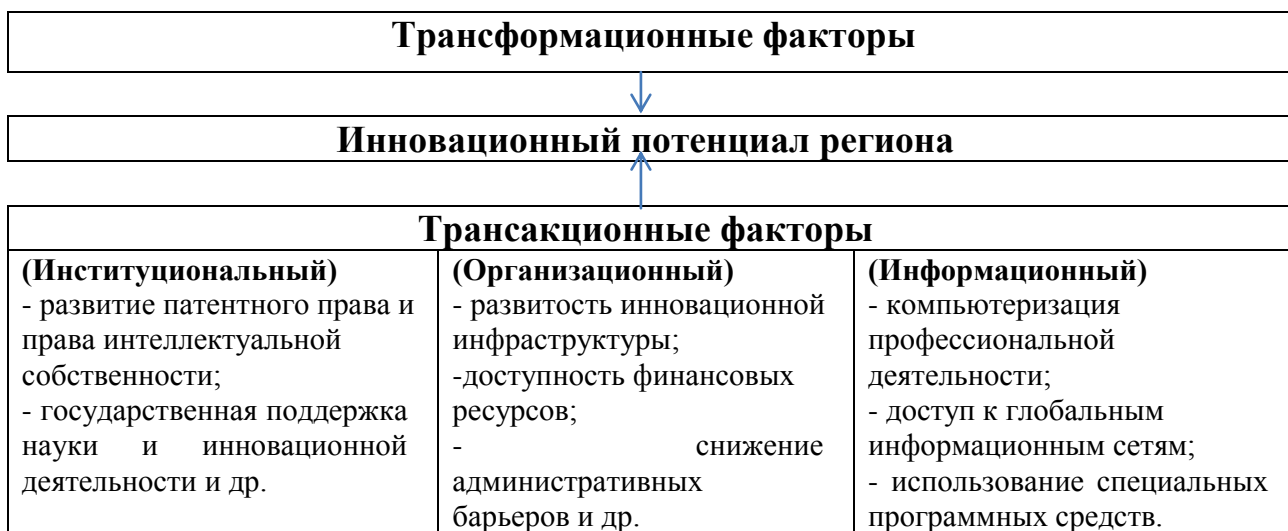 Трансформационные факторы
Инновационный потенциал региона
Трансакционные факторы
(Институциональный)
- развитие патентного права и
права интеллектуальной
собственности;
- государственная поддержка
науки и инновационной
деятельности и др.
(Организационный)
- развитость инновационной
инфраструктуры;
-доступность финансовых
ресурсов;
- снижение
административных
барьеров и др.
(Информационный)
- компьютеризация
профессиональной
деятельности;
- доступ к глобальным
информационным сетям;
- использование специальных
программных средств.